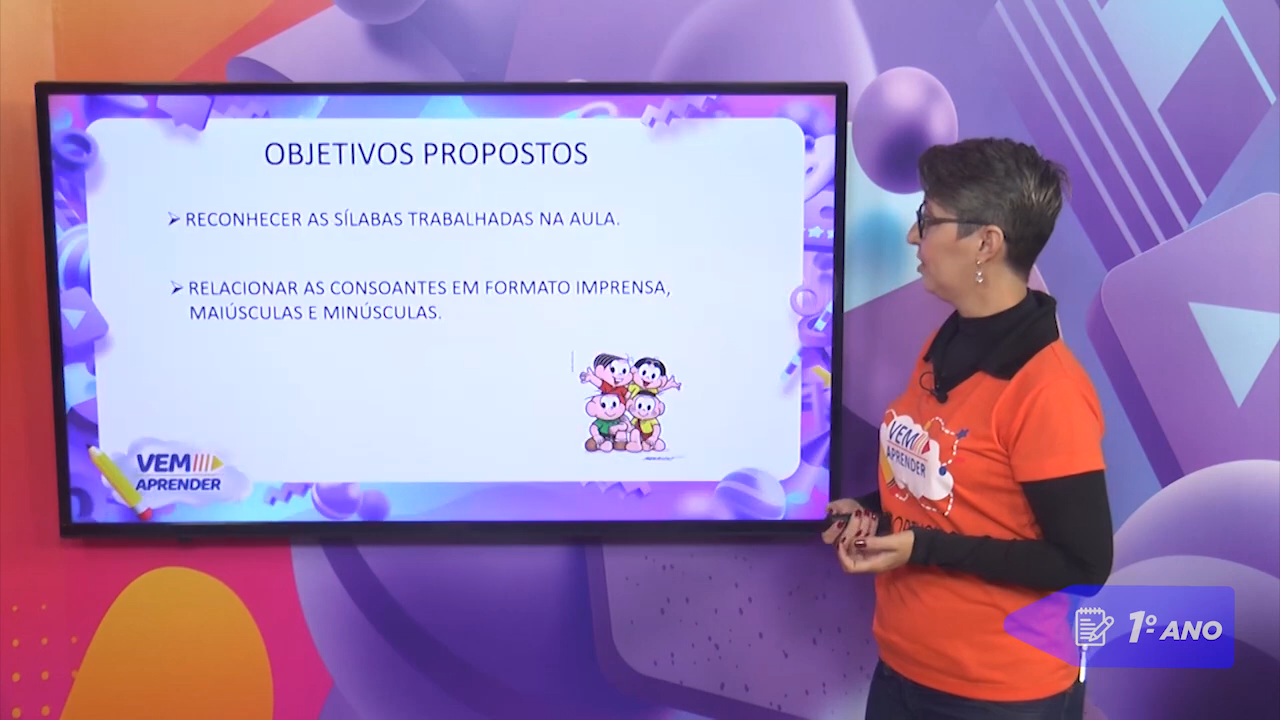 OBJETIVOS PROPOSTOS
➢ RECONHECER AS SÍLABAS TRABALHADAS NA AULA.
➢ RELACIONAR AS CONSOANTES EM FORMATO IMPRENSA,
MAIÚSCULAS E MINÚSCULAS.
VEM
APRENDER
VEM
APRENDER
1º ANO